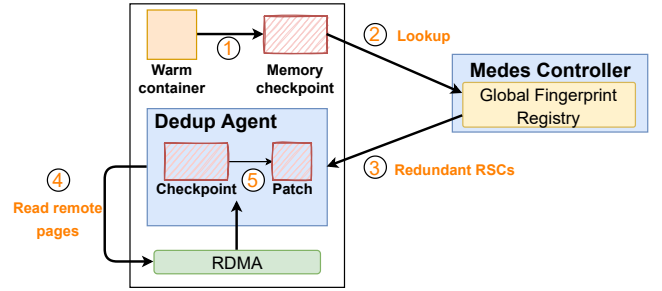 1
2
Lookup
Warm
container
Memory
checkpoint
Medes Controller
Global Fingerprint
Registry
Dedup Agent
3
Redundant RSCs
4
Read remote
pages
Checkpoint
5
Patch
RDMA